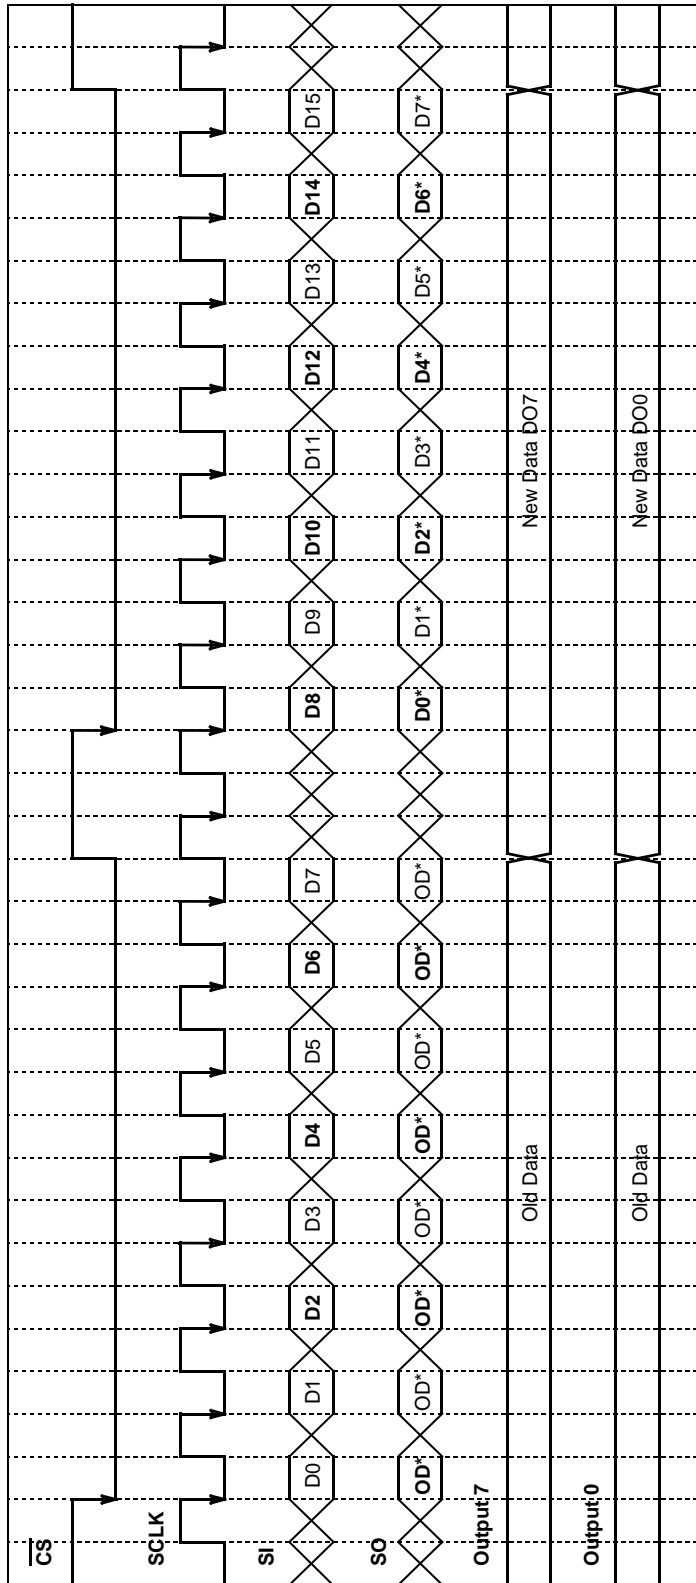 CS
SCLK
SI D0 D1 D2 D3 D4 D5 D6 D7 D8 D9 D10 D11 D12 D13 D14 D15
SO OD* OD* OD* OD* OD* OD* OD* OD* D0* D1* D2* D3* D4* D5* D6* D7*
Output 7 Old Data New Data DO7
Output 0 Old Data New Data DO0